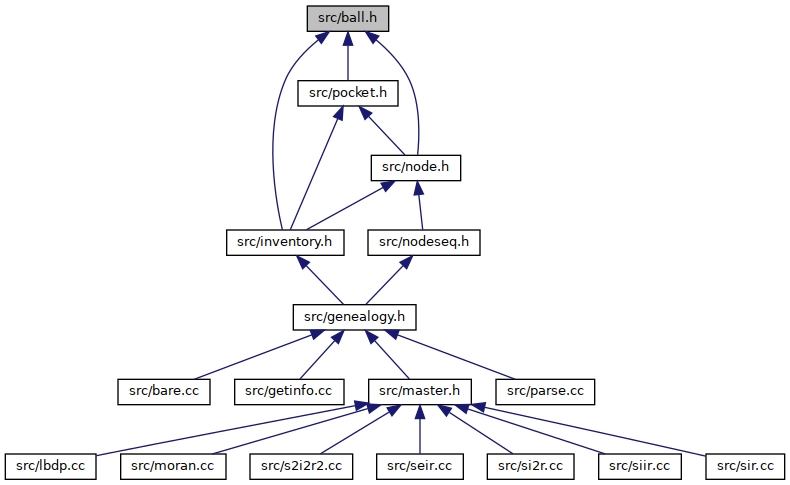 src/ball.h
src/pocket.h
src/node.h
src/inventory.h
src/nodeseq.h
src/genealogy.h
src/bare.cc
src/getinfo.cc
src/master.h
src/parse.cc
src/lbdp.cc
src/moran.cc
src/s2i2r2.cc
src/seir.cc
src/si2r.cc
src/siir.cc
src/sir.cc